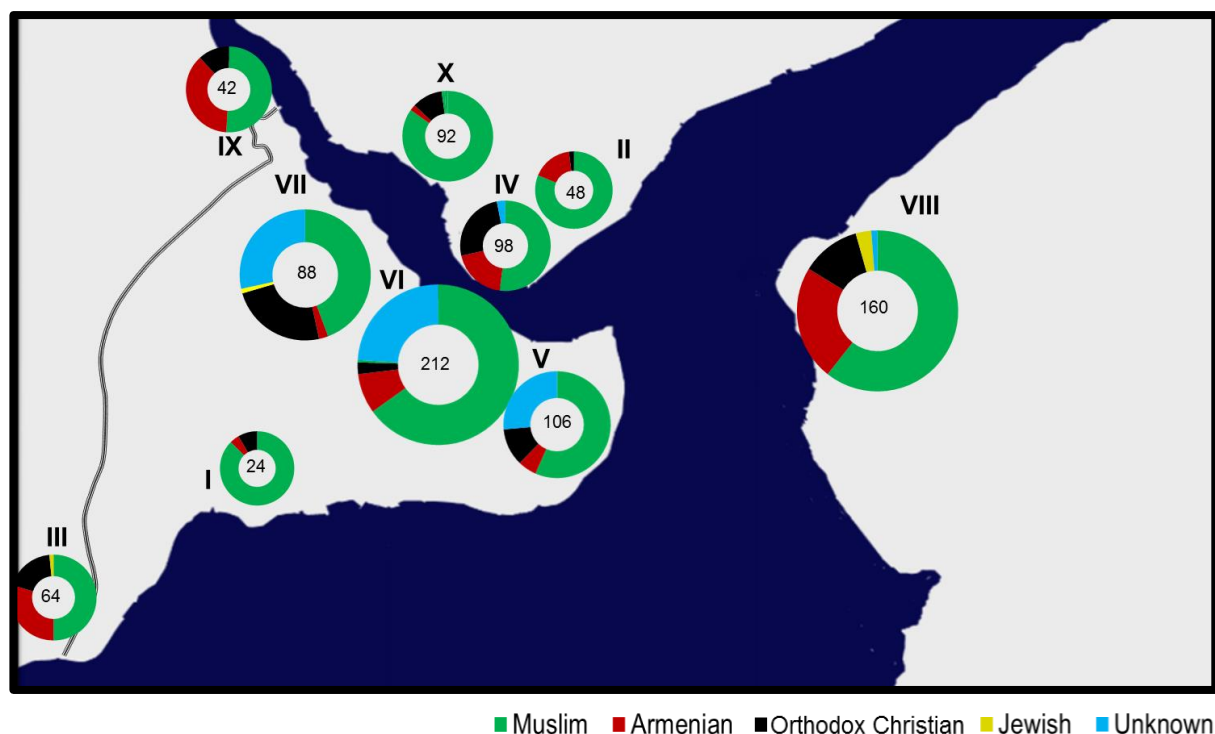 X
42
II
92
IX
VII
IV
48
VIII
98
88
VI
160
212
V
106
I
24
III
64
Muslim Armenian Orthodox Christian Jewish Unknown